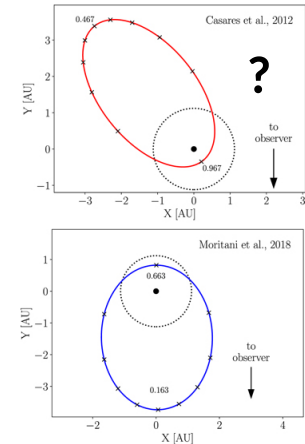 0.467
Casares et al., 2012
?
to
observer
0.967
Y [AU]
3
2
1
0
−1
−3
−2
−1
0
1
2
3
X [AU]
Moritani et al., 2018
0.663
to
observer
0.163
Y [AU]
1
0
−1
−2
−3
−2
0
2
4
X [AU]